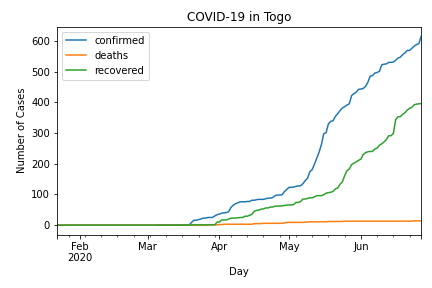 COVID-19 in Togo
confirmed
deaths
recovered
Number of Cases
600
500
400
300
200
100
0
Feb Mar Apr May Jun
2020
Day